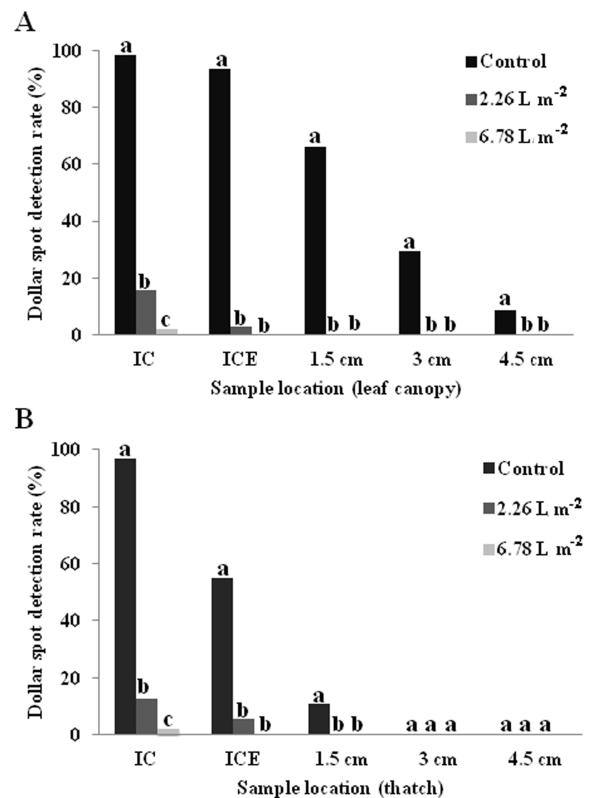 A
Dollar spot detection rate (%)
100
80
60
40
20
0
a
b
c
a
b
b
a
b b
a
b b
a
b b
Control
2.26 L m-2
6.78 L m-2
IC ICE 1.5 cm 3 cm 4.5 cm
Sample location (leaf canopy)
B
Dollar spot detection rate (%)
100
80
60
40
20
0
a
b
c
a
b
b
a
b b
a a a
a a a
Control
2.26 L m-2
6.78 L m-2
IC ICE 1.5 cm 3 cm 4.5 cm
Sample location (thatch)